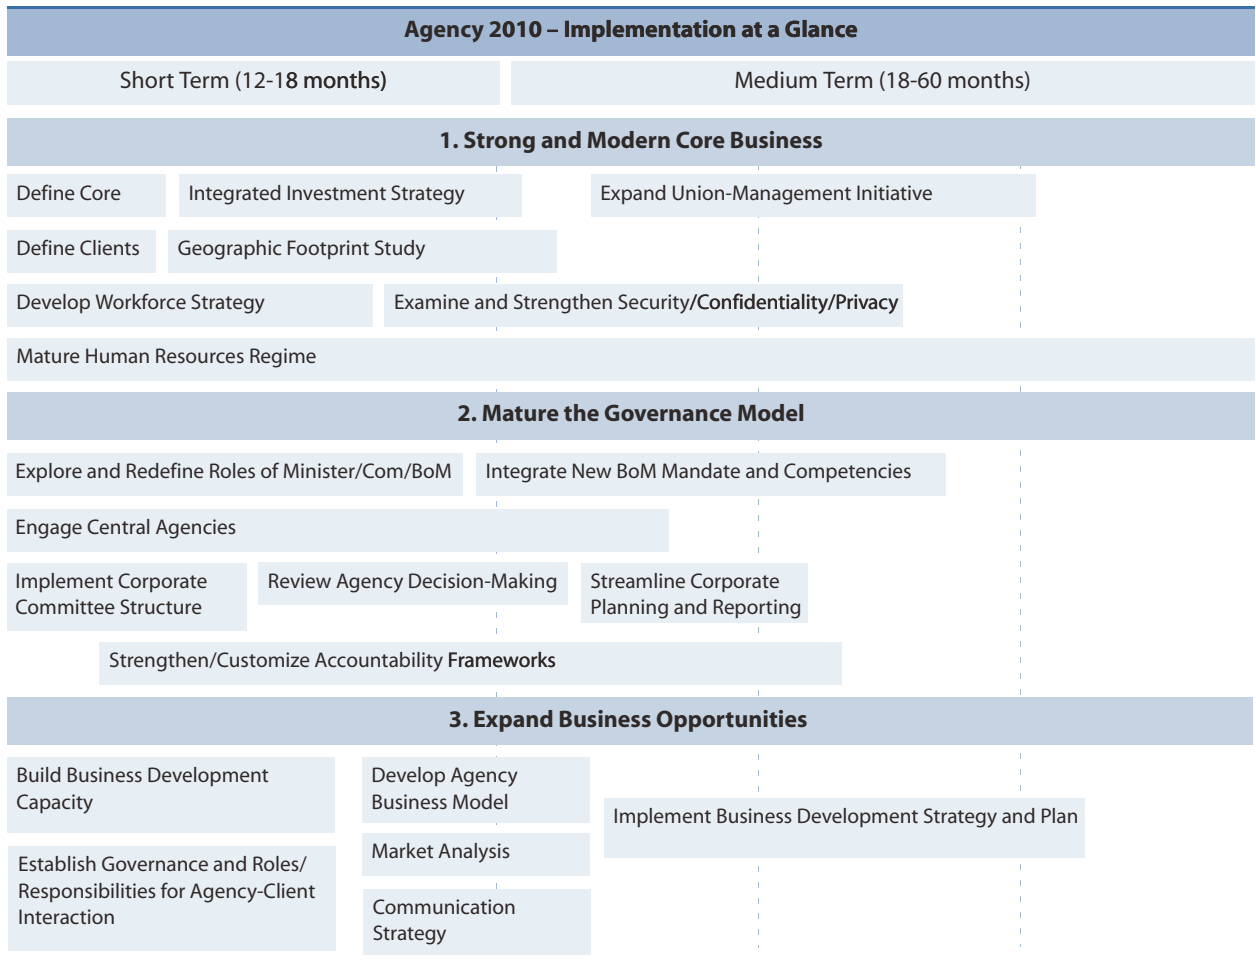 Agency 2010 – Implementation at a Glance
Short Term (12-18 months)
Medium Term (18-60 months)
1. Strong and Modern Core Business
Define Core
Integrated Investment Strategy
Expand Union-Management Initiative
Define Clients
Geographic Footprint Study
Develop Workforce Strategy
Examine and Strengthen Security/Confidentiality/Privacy
Mature Human Resources Regime
2. Mature the Governance Model
Explore and Redefine Roles of Minister/Com/BoM
Integrate New BoM Mandate and Competencies
Engage Central Agencies
Implement Corporate
Committee Structure
Review Agency Decision-Making
Streamline Corporate
Planning and Reporting
Strengthen/Customize Accountability Frameworks
3. Expand Business Opportunities
Build Business Development
Capacity
Develop Agency
Business Model
Implement Business Development Strategy and Plan
Market Analysis
Establish Governance and Roles/
Responsibilities for Agency-Client
Interaction
Communication
Strategy